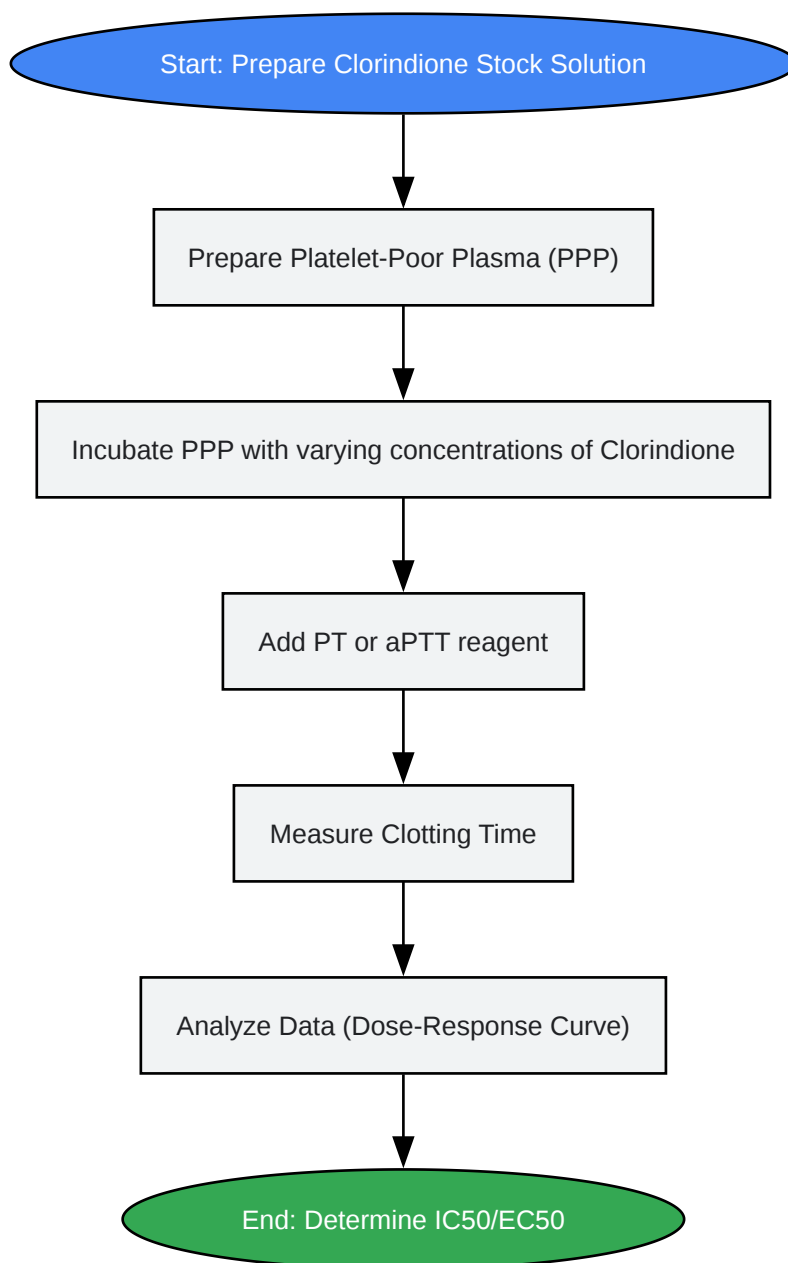 Start: Prepare Clorindione Stock Solution
Prepare Platelet-Poor Plasma (PPP)
Incubate PPP with varying concentrations of Clorindione
Add PT or aPTT reagent
Measure Clotting Time
Analyze Data (Dose-Response Curve)
End: Determine IC50/EC50